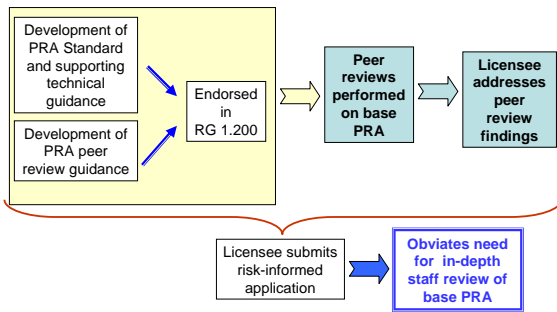 Development of
PRA Standard
and supporting
technical
guidance
Development of
PRA peer
review guidance
Endorsed
in
RG 1.200
Peer
reviews
performed
on base
PRA
Licensee
addresses
peer
review
findings
Licensee submits
risk-informed
application
Obviates need
for in-depth
staff review of
base PRA